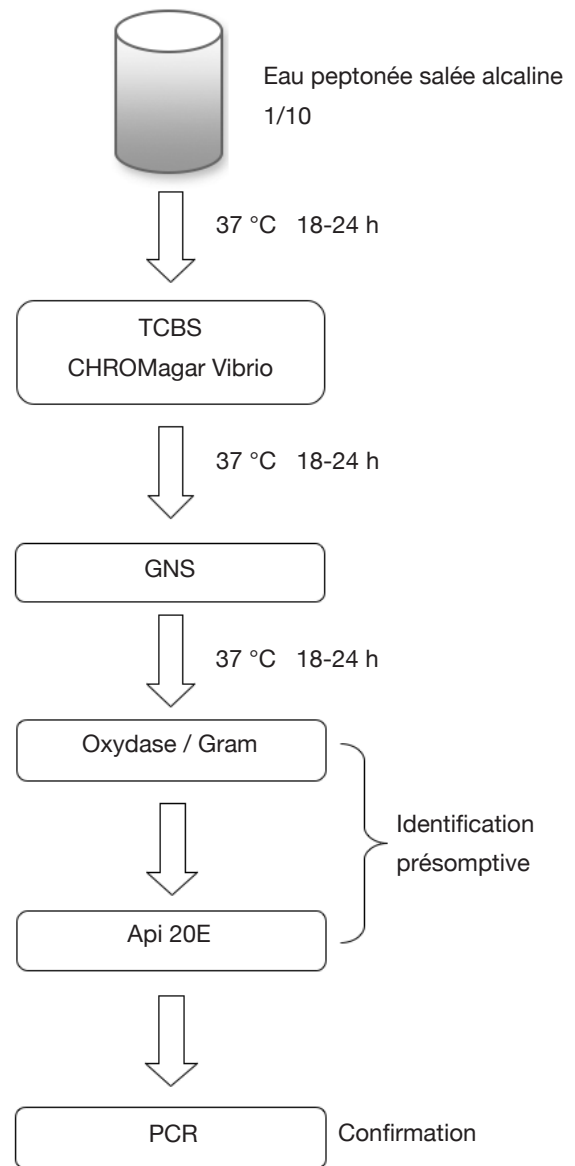 Eau peptonée salée alcaline
1/10
37 °C 18-24 h
TCBS
CHROMagar Vibrio
37 °C 18-24 h
GNS
37 °C 18-24 h
Oxydase / Gram
Identification
présomptive
Api 20E
PCR
Confirmation